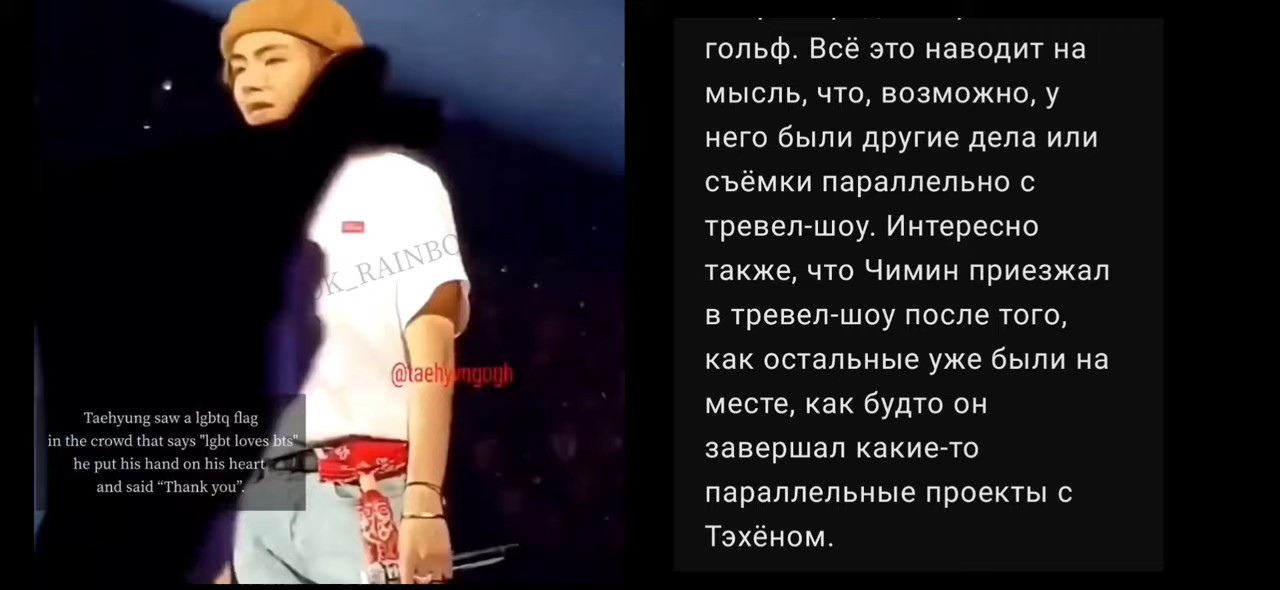 OK_RAINBO
@taehyungogh
Taehyung saw a lgbtq flag
in the crowd that says "lgbt loves bts"
he put his hand on his heart
and said “Thank you”.
гольф. Всё это наводит на
мысль, что, возможно, у
него были другие дела или
съёмки параллельно с
тревел-шоу. Интересно
также, что Чимин приезжал
в тревел-шоу после того,
как остальные уже были на
месте, как будто он
завершал какие-то
параллельные проекты с
Тэхёном.